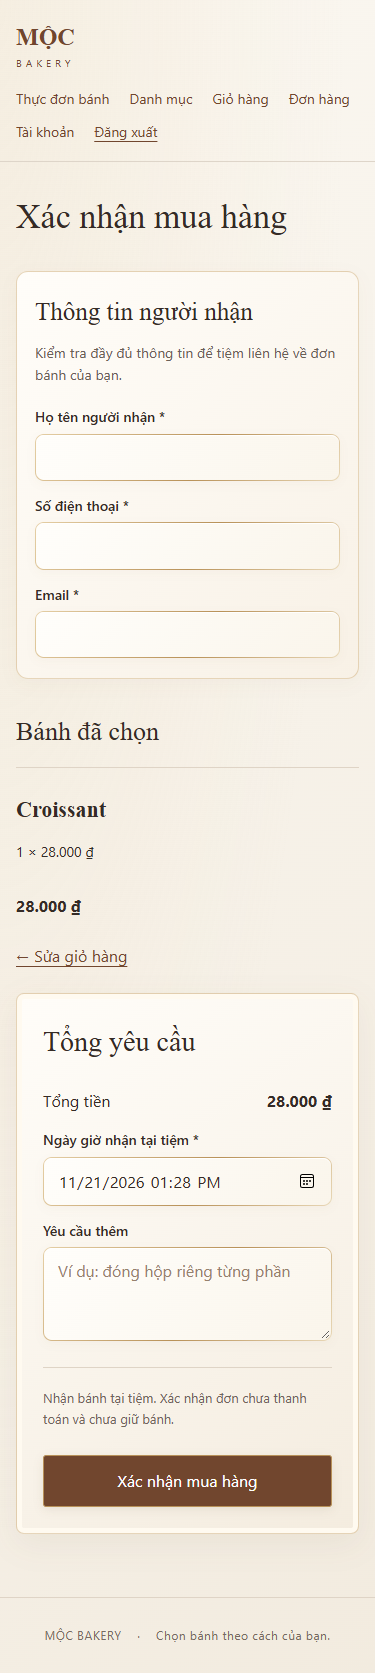 MỘC
BAKERY
Thực đơn bánh Danh mục Giỏ hàng Đơn hàng
Tài khoản Đăng xuất
Xác nhận mua hàng
Thông tin người nhận
Kiểm tra đầy đủ thông tin để tiệm liên hệ về đơn
bánh của bạn.
Họ tên người nhận *
Số điện thoại *
Email *
Bánh đã chọn
Croissant
1 × 28.000 ₫
28.000 ₫
← Sửa giỏ hàng
Tổng yêu cầu
Tổng tiền 28.000 ₫
Ngày giờ nhận tại tiệm *
11/21/2026 01:28 PM
Yêu cầu thêm
Ví dụ: đóng hộp riêng từng phần
Nhận bánh tại tiệm. Xác nhận đơn chưa thanh
toán và chưa giữ bánh.
Xác nhận mua hàng
MỘC BAKERY · Chọn bánh theo cách của bạn.